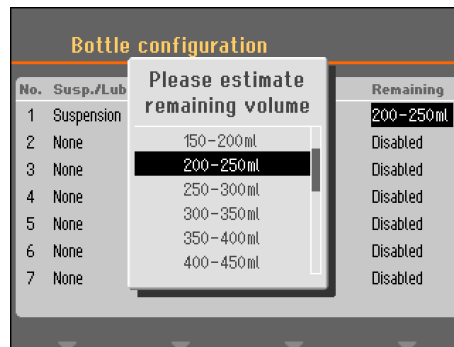 Bottle configuration
Please estimate
remaining volume
150-200ml
200-250ml
250-300ml
300-350ml
350-400ml
400-450ml
No. Susp./Lub Remaining
1 Suspension 200-250ml
2 None Disabled
3 None Disabled
4 None Disabled
5 None Disabled
6 None Disabled
7 None Disabled